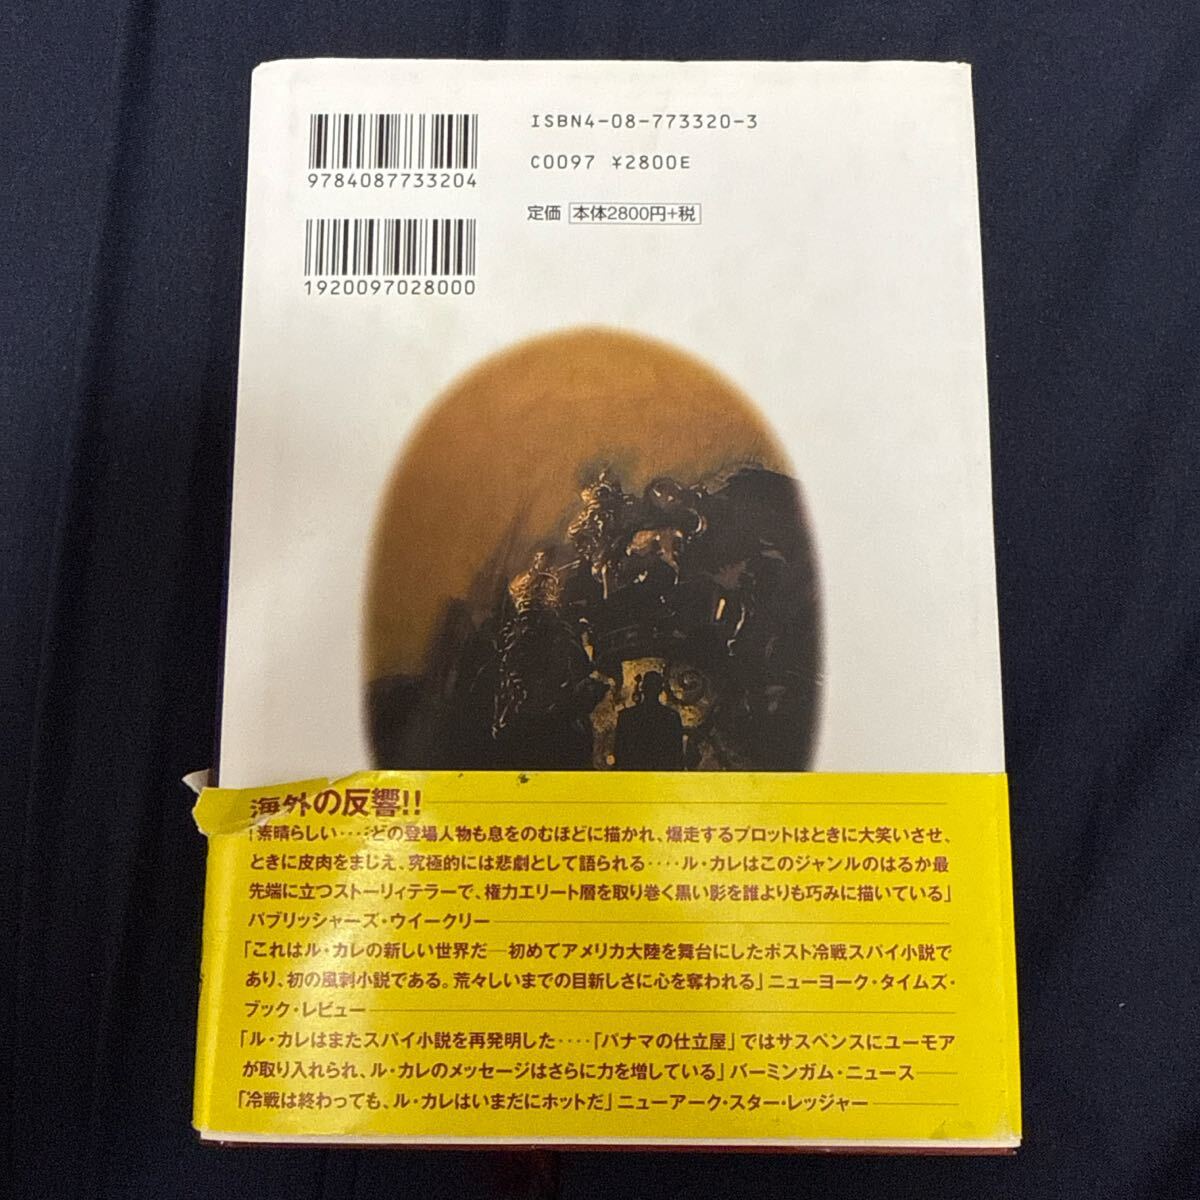 ISBN4-08-773320-3
C0097 ¥2800E
9784087733204
定価 本体2800円+税
1920097028000
海外の反響!!
「素晴らしい‥‥どの登場人物も息をのむほどに描かれ、爆走するプロットはときに大笑いさせ、
ときに皮肉をまじえ、究極的には悲劇として語られる‥‥ル・カレはこのジャンルのはるか最
先端に立つストーリィテラーで、権力エリート層を取り巻く黒い影を誰よりも巧みに描いている」
パブリッシャーズ・ウイークリー
「これはル・カレの新しい世界だ─初めてアメリカ大陸を舞台にしたポスト冷戦スパイ小説で
あり、初の風刺小説である。荒々しいまでの目新しさに心を奪われる」ニューヨーク・タイムズ・
ブック・レビュー
「ル・カレはまたスパイ小説を再発明した‥‥「パナマの仕立屋」ではサスペンスにユーモア
が取り入れられ、ル・カレのメッセージはさらに力を増している」バーミンガム・ニュース
「冷戦は終わっても、ル・カレはいまだにホットだ」ニューアーク・スター・レッジャー